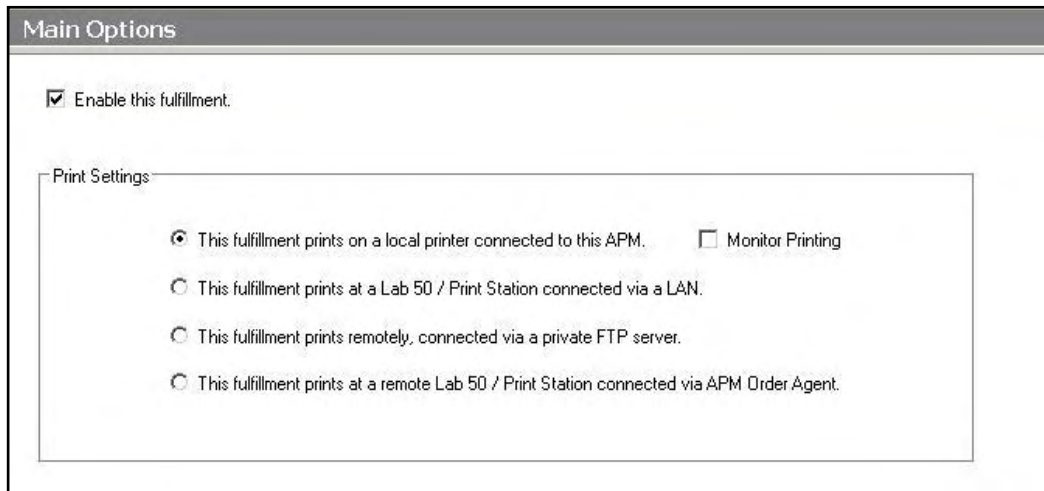 Main Options
Enable this fulfillment.
Print Settings
This fulfillment prints on a local printer connected to this APM. Monitor Printing
This fulfillment prints at a Lab 50 / Print Station connected via a LAN.
This fulfillment prints remotely, connected via a private FTP server.
This fulfillment prints at a remote Lab 50 / Print Station connected via APM Order Agent.